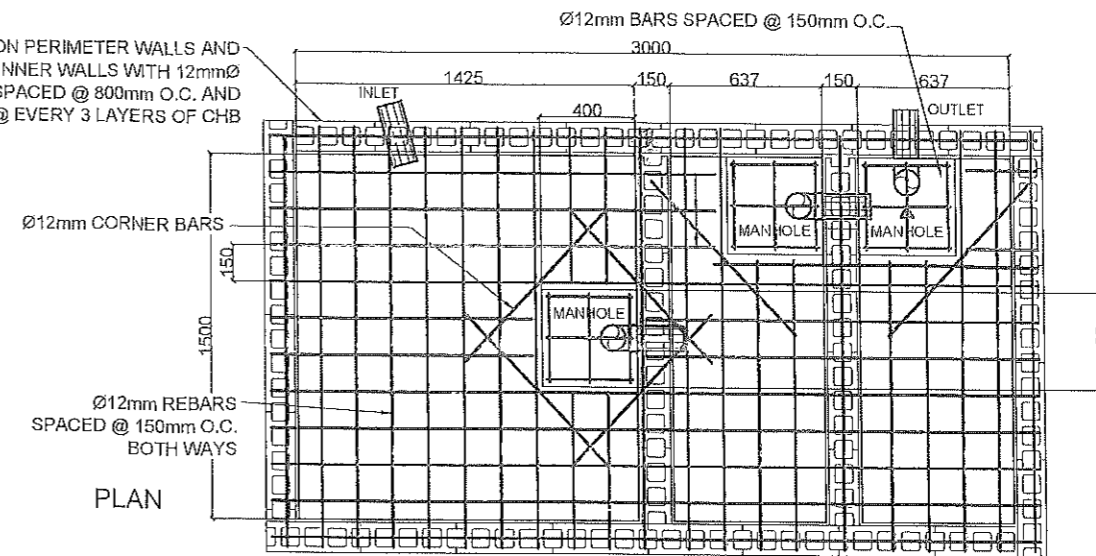 Ø12mm BARS SPACED @ 150mm O.C.
ON PERIMETER WALLS AND
INNER WALLS WITH 12mmØ
SPACED @ 800mm O.C. AND
@ EVERY 3 LAYERS OF CHB
3000
1425
150
637
150
637
INLET
400
OUTLET
Ø12mm CORNER BARS
150
1500
MANHOLE
MANHOLE
MANHOLE
Ø12mm REBARS
SPACED @ 150mm O.C.
BOTH WAYS
PLAN